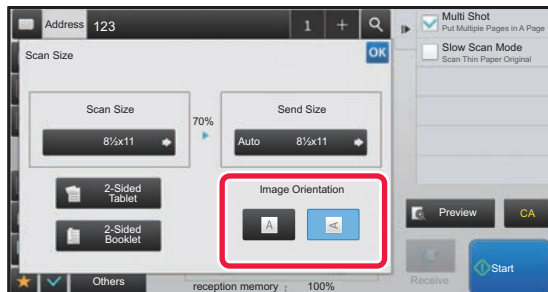 Address 123 1 +
Multi Shot
Put Multiple Pages in A Page
Slow Scan Mode
Scan Thin Paper Original
Scan Size
OK
Scan Size
8½x11
70%
Send Size
Auto 8½x11
2-Sided
Tablet
2-Sided
Booklet
Image Orientation
A A
Preview
CA
Others
reception memory : 100%
Receive
Start